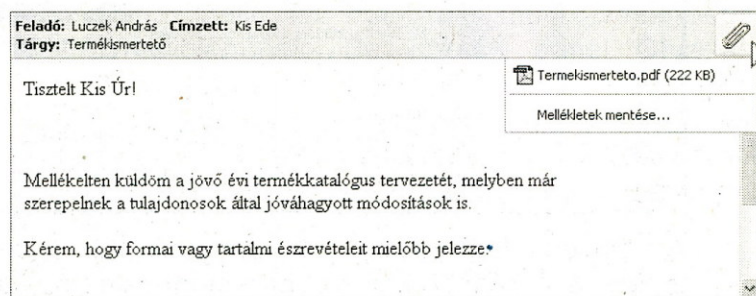 Feladó: Luczek András Címzett: Kis Ede
Tárgy: Termékismertető
Termekismerteto.pdf (222 KB)
Mellékletek mentése...
Tisztelt Kis Úr!
Mellékelten küldöm a jövő évi termékkatalógus tervezetét, melyben már
szerepelnek a tulajdonosok által jóváhagyott módosítások is.
Kérem, hogy formai vagy tartalmi észrevételeit mielőbb jelezze.